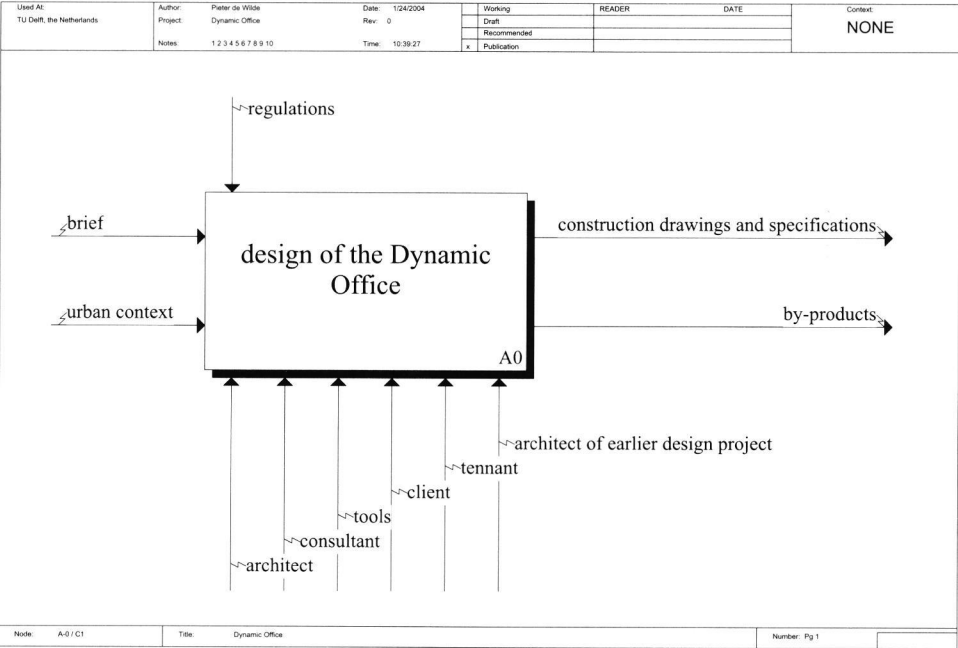 Used At:
TU Delft, the Netherlands
Author: Pieter de Wilde
Project: Dynamic Office
Notes: 1 2 3 4 5 6 7 8 9 10
Date: 1/24/2004
Rev: 0
Time: 10:39:27
Working
Draft
Recommended
x Publication
READER DATE
Context:
NONE
regulations
brief
urban context
design of the Dynamic
Office
A0
construction drawings and specifications
by-products
architect of earlier design project
tennant
client
tools
consultant
architect
Node: A-0 / C1
Title: Dynamic Office
Number: Pg 1